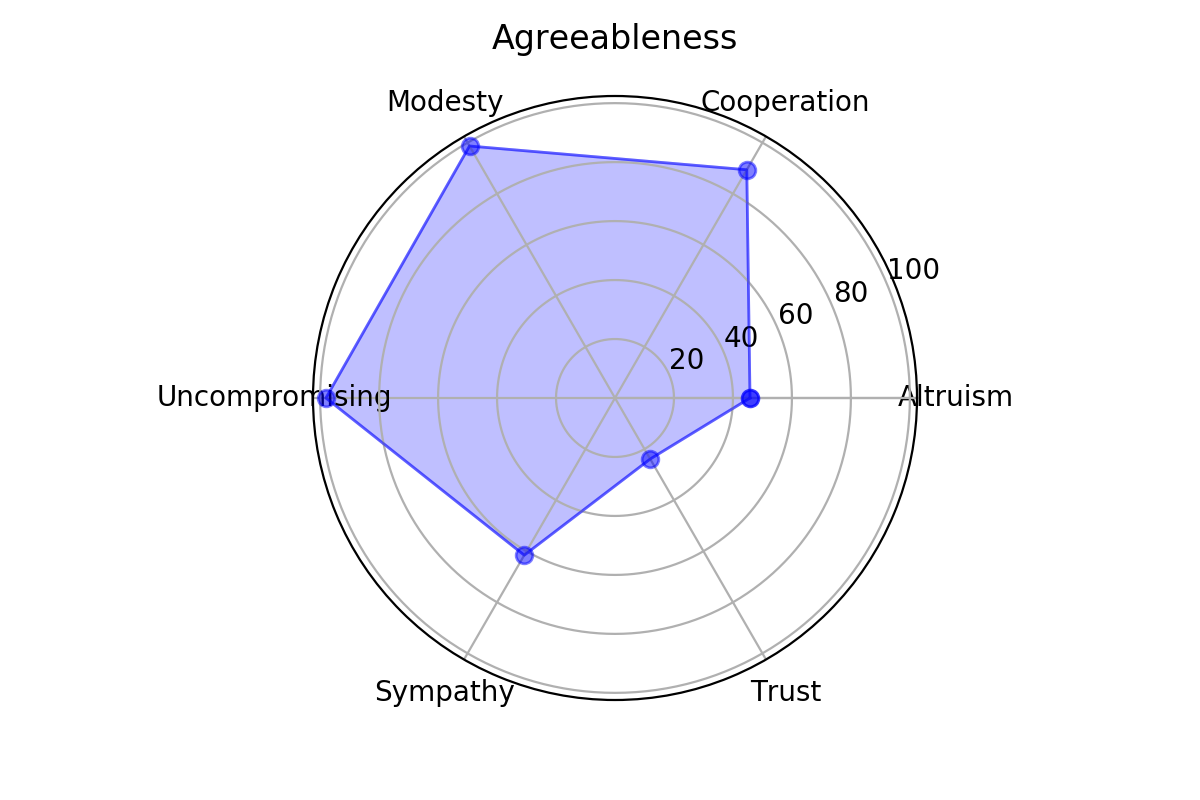 Agreeableness
Modesty
Cooperation
100
80
60
40
20
Uncompromising
Altruism
Sympathy
Trust